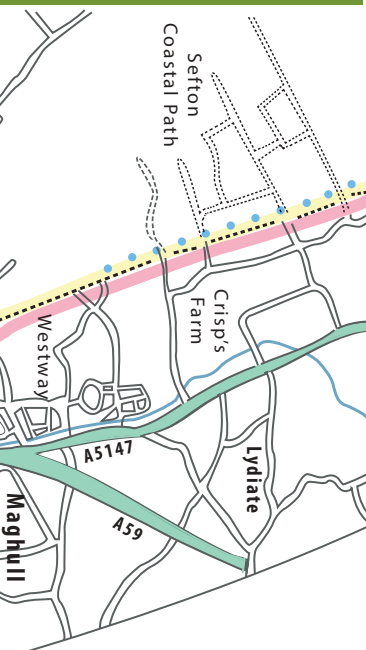 Sefton
Coastal Path
Crisp's
Farm
Westway
Lydiate
A5147
A59
Maghull